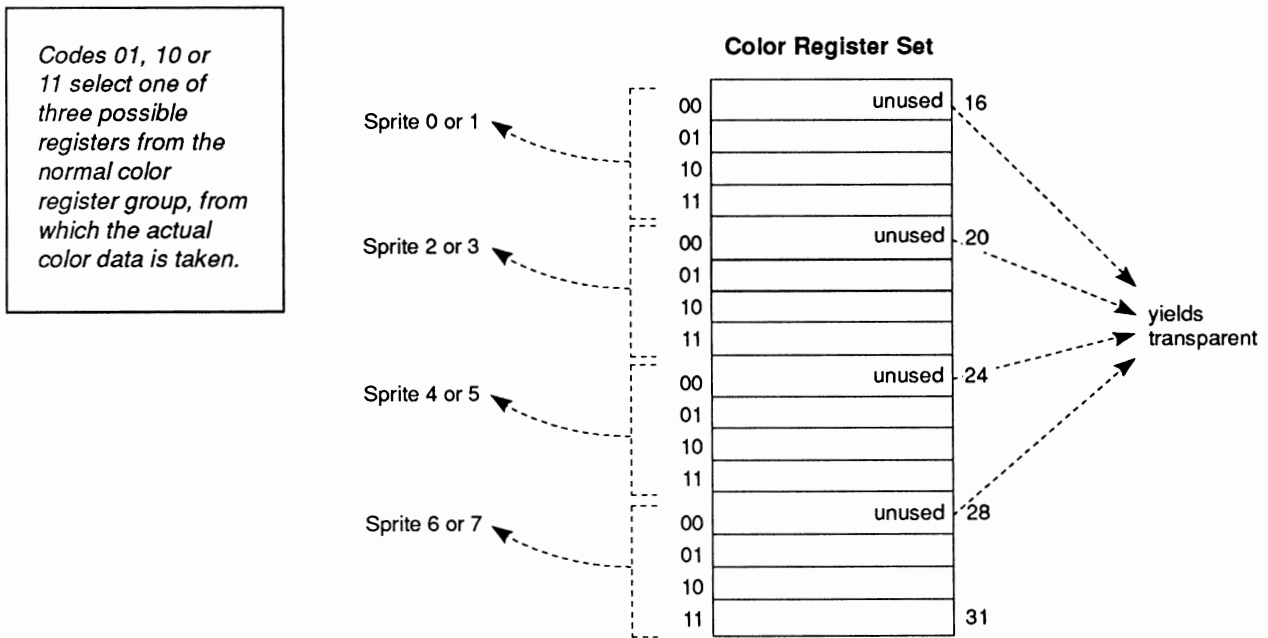 Codes 01, 10 or
11 select one of
three possible
registers from the
normal color
register group, from
which the actual
color data is taken.
Color Register Set
Sprite 0 or 1
00 unused 16
01
10
11
Sprite 2 or 3
00 unused 20
01
10
11
yields
transparent
Sprite 4 or 5
00 unused 24
01
10
11
Sprite 6 or 7
00 unused 28
01
10
11 31